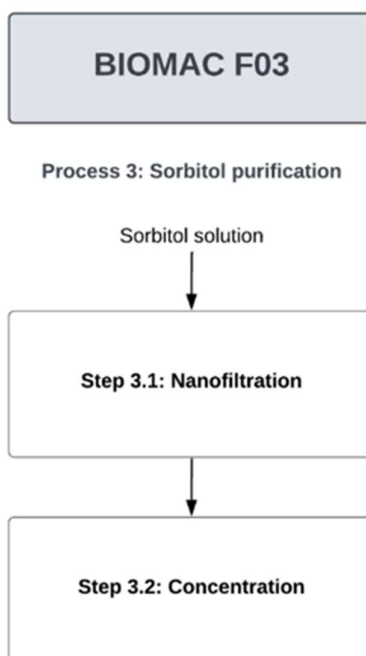 BIOMAC F03
Process 3: Sorbitol purification
Sorbitol solution
Step 3.1: Nanofiltration
Step 3.2: Concentration